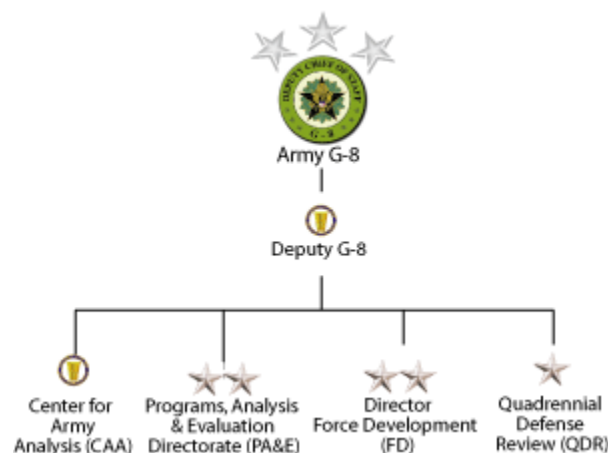 DEPUTY CHIEF OF STAFF
G-8
Army G-8
Deputy G-8
Center for
Army
Analysis (CAA)
Programs, Analysis
& Evaluation
Directorate (PA&E)
Director
Force Development
(FD)
Quadrennial
Defense
Review (QDR)